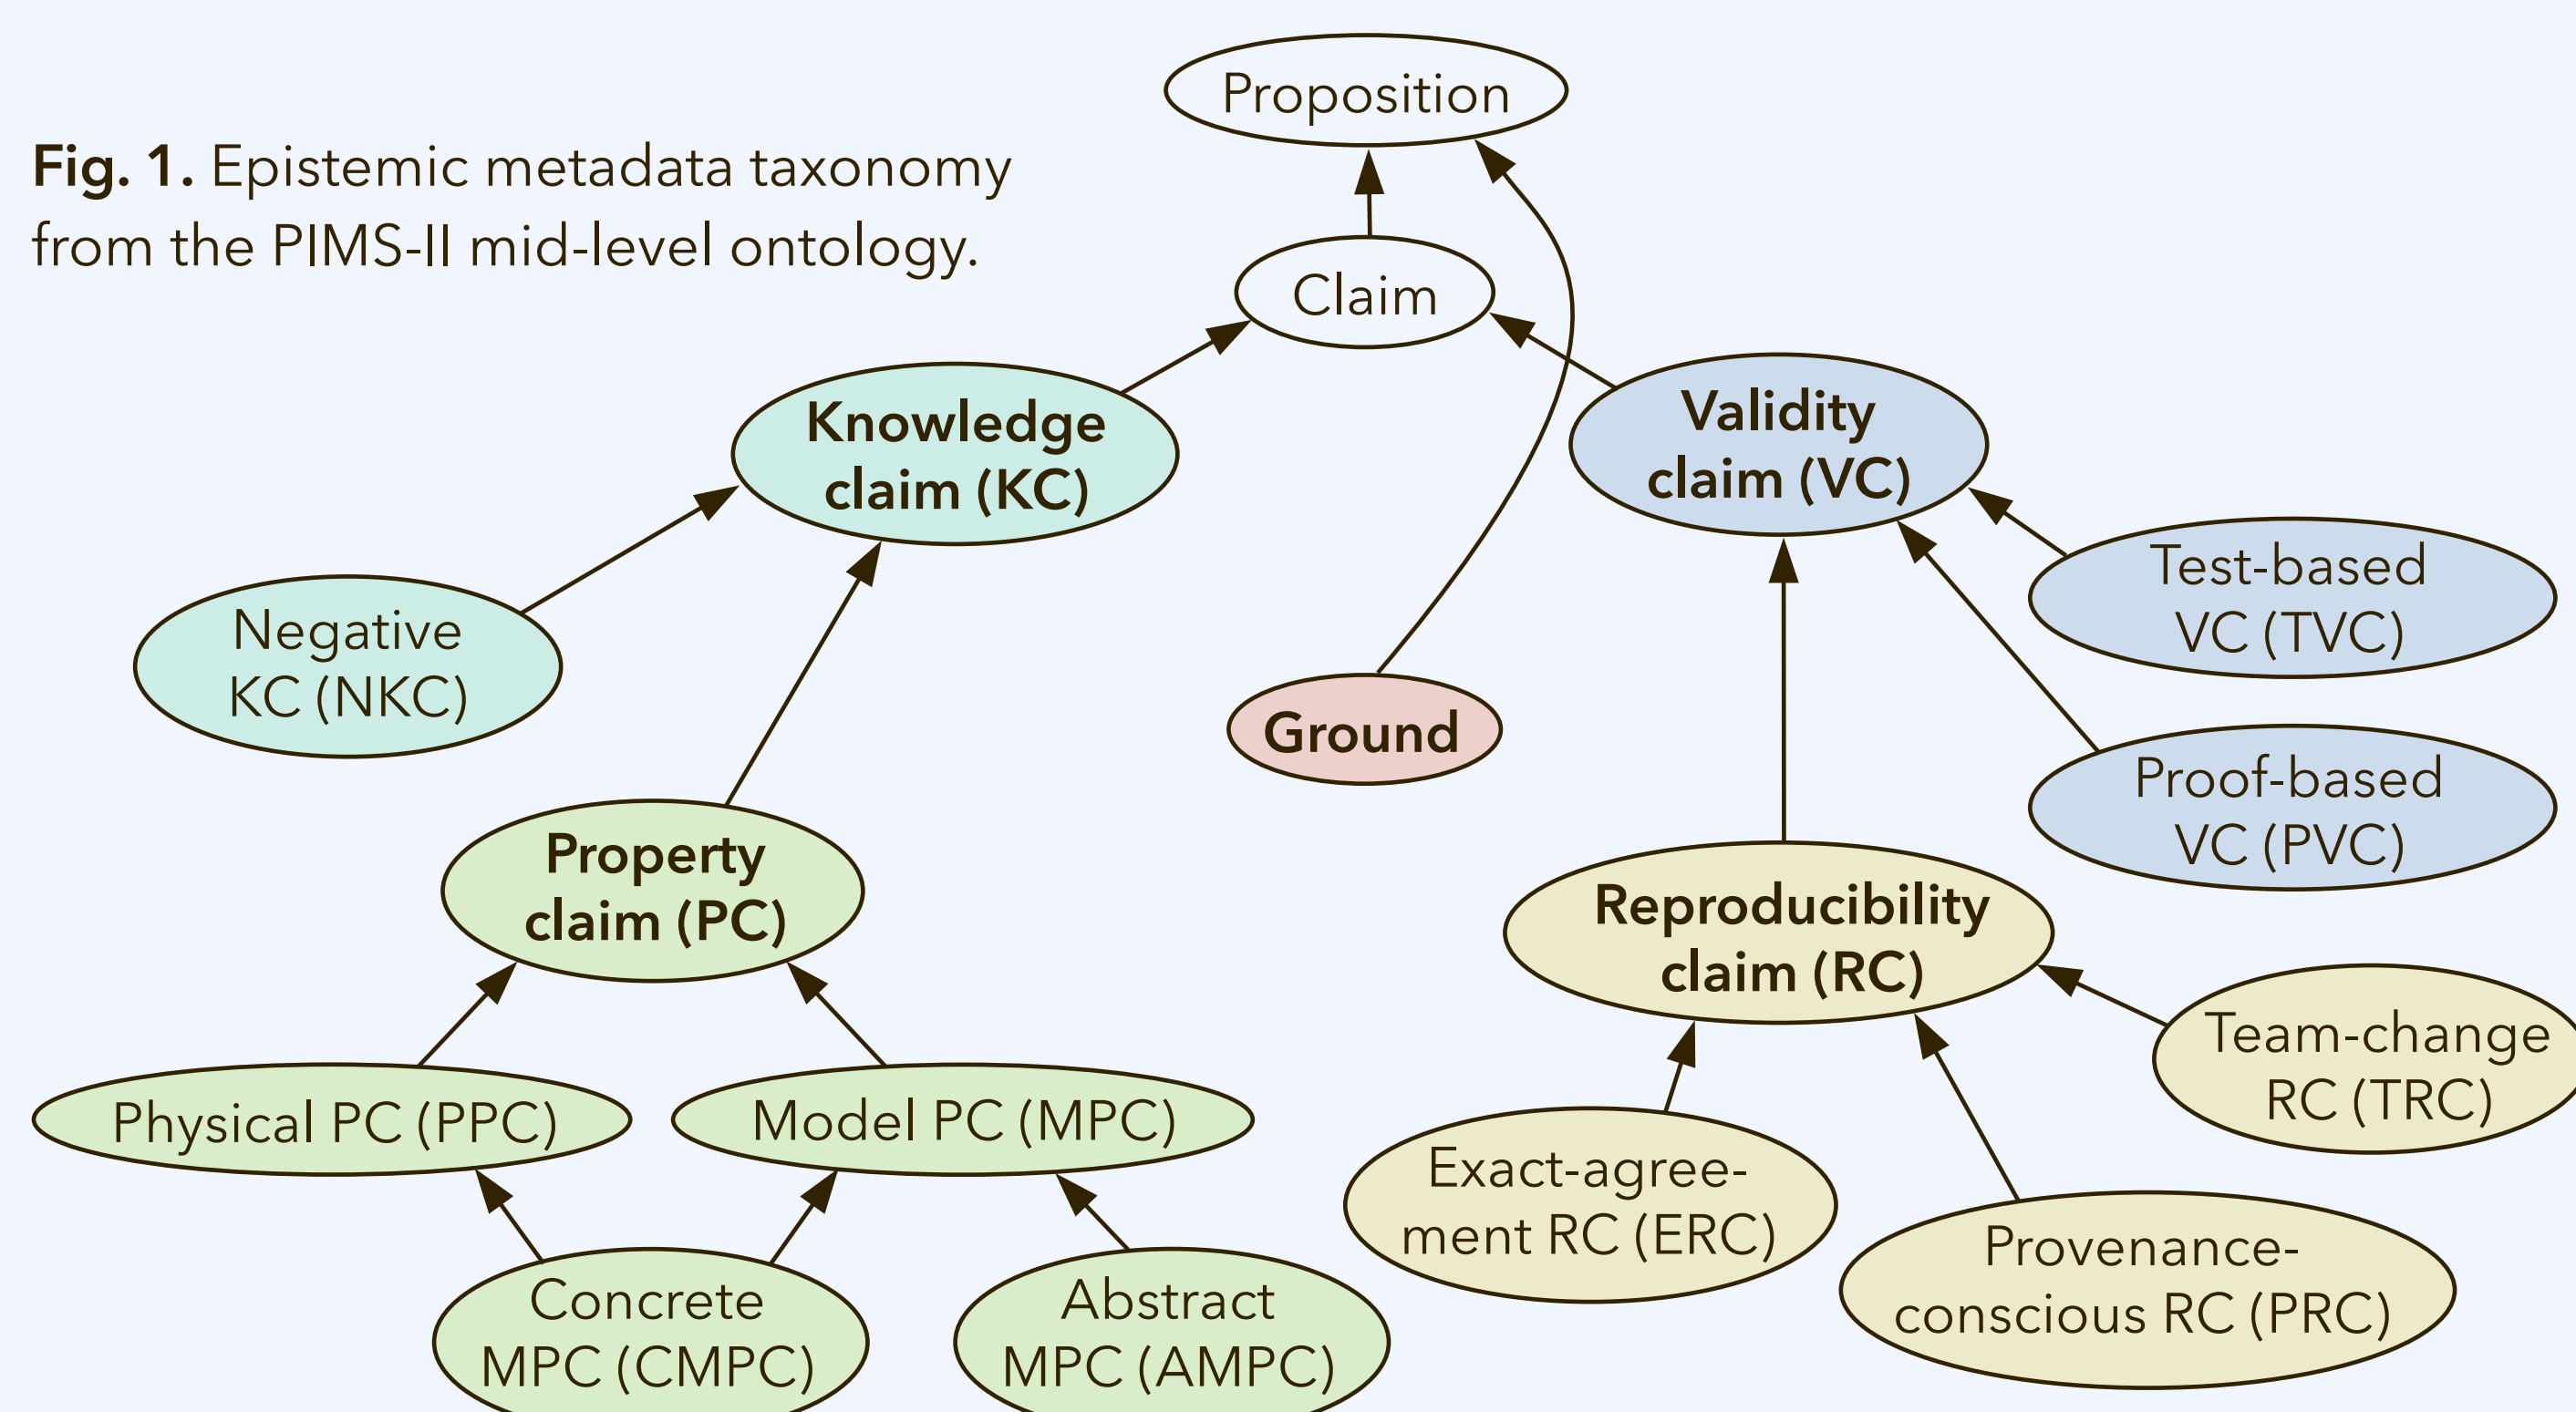 Proposition
Fig. 1. Epistemic metadata taxonomy
from the PIMS-II mid-level ontology.
Claim
Knowledge
claim (KC)
Validity
claim (VC)
Test-based
VC (TVC)
Negative
KC (NKC)
Ground
Proof-based
VC (PVC)
Property
claim (PC)
Reproducibility
claim (RC)
Team-change
RC (TRC)
Physical PC (PPC)
Model PC (MPC)
Exact-agree-
ment RC (ERC)
Provenance-
conscious RC (PRC)
Concrete
MPC (CMPC)
Abstract
MPC (AMPC)